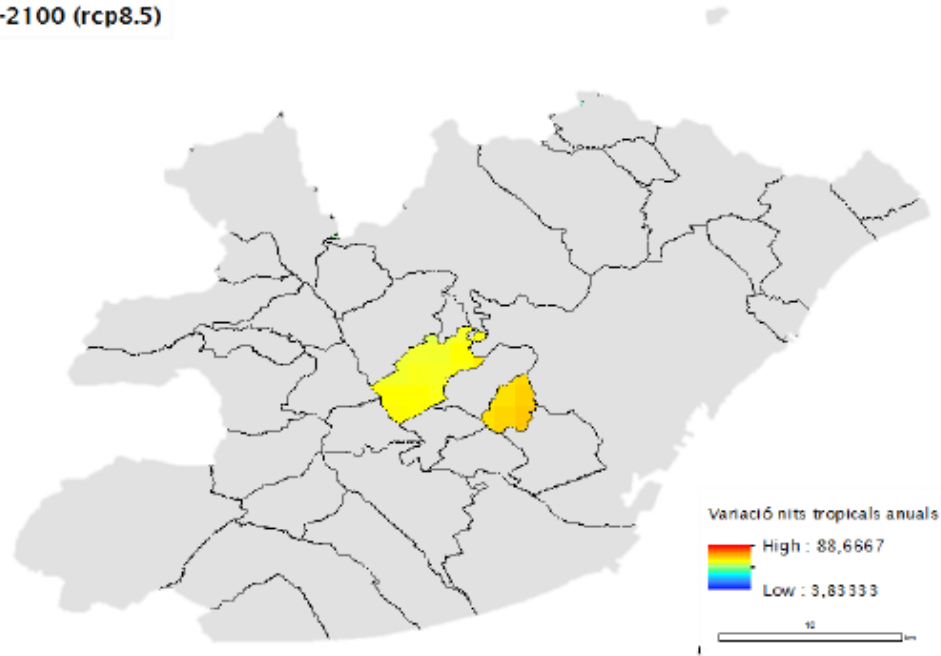 -2100 (rcp8.5)
Variació nits tropicals anuals
High : 88,6667
Low : 3,83333
10
km